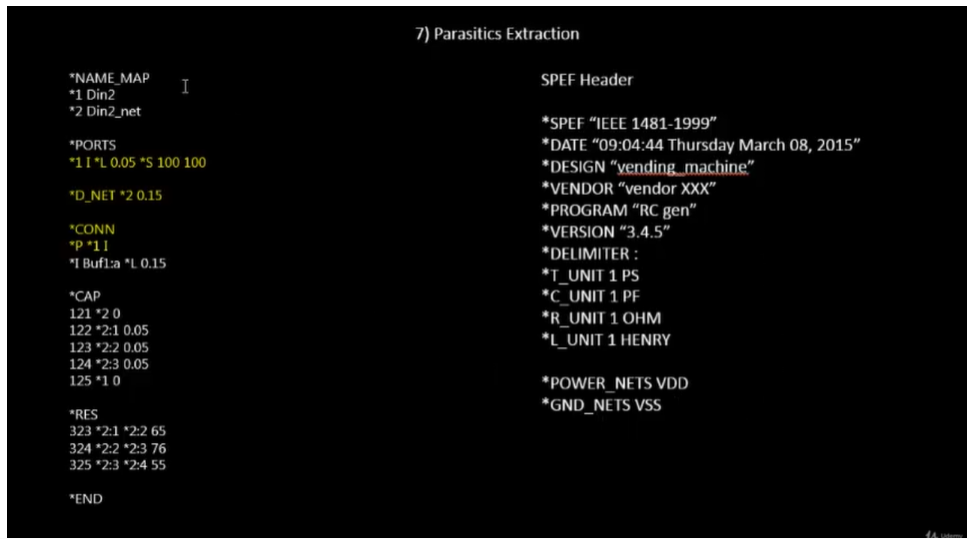 7) Parasitics Extraction
*NAME_MAP
*1 Din2
*2 Din2_net
*PORTS
*1 I *L 0.05 *S 100 100
*D_NET *2 0.15
*CONN
*P *1 I
*I Buf1:a *L 0.15
*CAP
121 *2 0
122 *2:1 0.05
123 *2:2 0.05
124 *2:3 0.05
125 *1 0
*RES
323 *2:1 *2:2 65
324 *2:2 *2:3 76
325 *2:3 *2:4 55
*END
SPEF Header
*SPEF “IEEE 1481-1999”
*DATE “09:04:44 Thursday March 08, 2015”
*DESIGN “vending_machine”
*VENDOR “vendor XXX”
*PROGRAM “RC gen”
*VERSION “3.4.5”
*DELIMITER :
*T_UNIT 1 PS
*C_UNIT 1 PF
*R_UNIT 1 OHM
*L_UNIT 1 HENRY
*POWER_NETS VDD
*GND_NETS VSS
Udemy